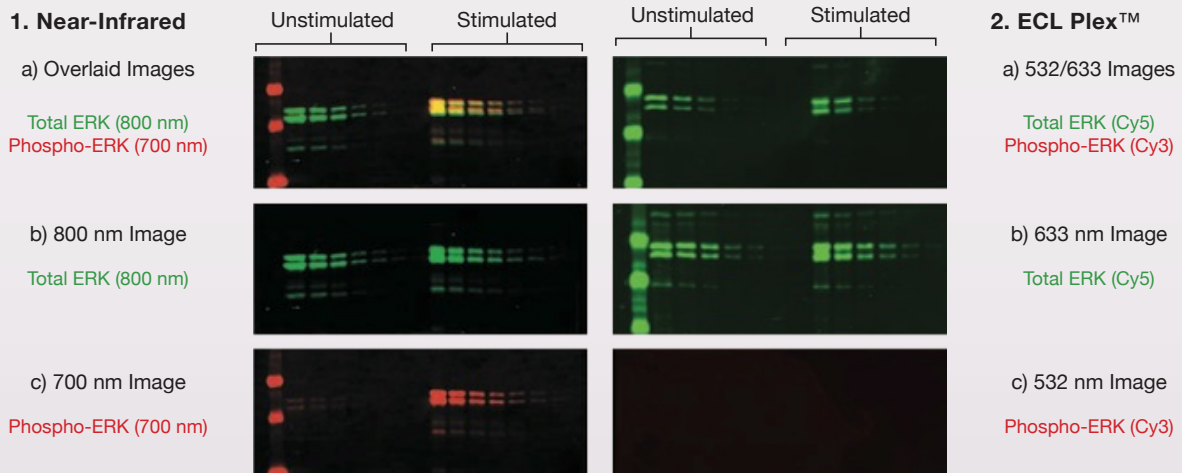 1. Near-Infrared
Unstimulated
Stimulated
a) Overlaid Images
Total ERK (800 nm)
Phospho-ERK (700 nm)
b) 800 nm Image
Total ERK (800 nm)
c) 700 nm Image
Phospho-ERK (700 nm)
Unstimulated
Stimulated
2. ECL Plex™
a) 532/633 Images
Total ERK (Cy5)
Phospho-ERK (Cy3)
b) 633 nm Image
Total ERK (Cy5)
c) 532 nm Image
Phospho-ERK (Cy3)